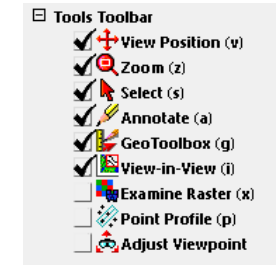 Tools Toolbar
View Position (v)
Zoom (z)
Select (s)
Annotate (a)
GeoToolbox (g)
View-in-View (i)
Examine Raster (x)
Point Profile (p)
Adjust Viewpoint